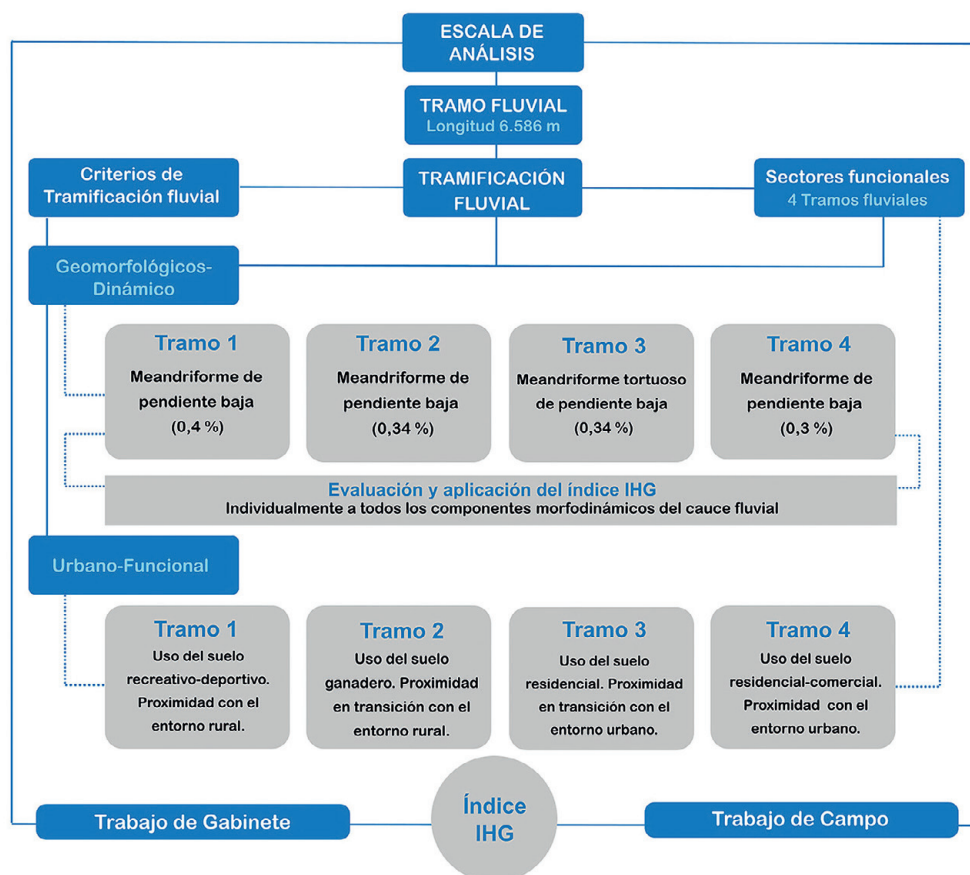 ESCALA DE
ANÁLISIS
TRAMO FLUVIAL
Longitud 6.586 m
Criterios de
Tramificación fluvial
TRAMIFICACIÓN
FLUVIAL
Sectores funcionales
4 Tramos fluviales
Geomorfológicos-
Dinámico
Tramo 1
Meandriforme de
pendiente baja
(0,4 %)
Tramo 2
Meandriforme de
pendiente baja
(0,34 %)
Tramo 3
Meandriforme tortuoso
de pendiente baja
(0,34 %)
Tramo 4
Meandriforme de
pendiente baja
(0,3 %)
Evaluación y aplicación del índice IHG
Individualmente a todos los componentes morfodinámicos del cauce fluvial
Urbano-Funcional
Tramo 1
Uso del suelo
recreativo-deportivo.
Proximidad con el
entorno rural.
Tramo 2
Uso del suelo
ganadero. Proximidad
en transición con el
entorno rural.
Tramo 3
Uso del suelo
residencial. Proximidad
en transición con el
entorno urbano.
Tramo 4
Uso del suelo
residencial-comercial.
Proximidad con el
entorno urbano.
Trabajo de Gabinete
Índice
IHG
Trabajo de Campo